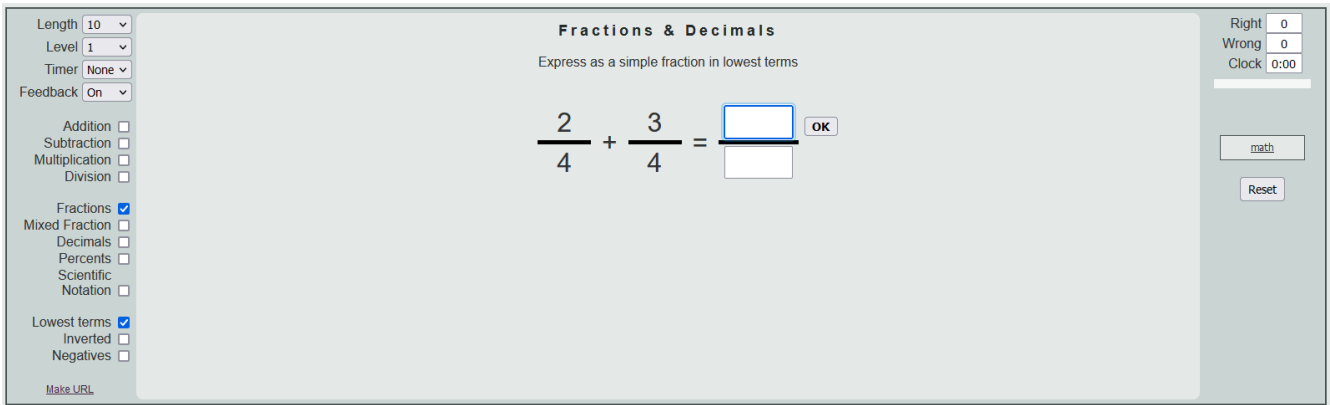 Length 10
Level 1
Timer None
Feedback On
Addition
Subtraction
Multiplication
Division
Fractions
Mixed Fraction
Decimals
Percents
Scientific
Notation
Lowest terms
Inverted
Negatives
Make URL
Fractions & Decimals
Express as a simple fraction in lowest terms
2 3
+ = OK
4 4
Right 0
Wrong 0
Clock 0:00
math
Reset